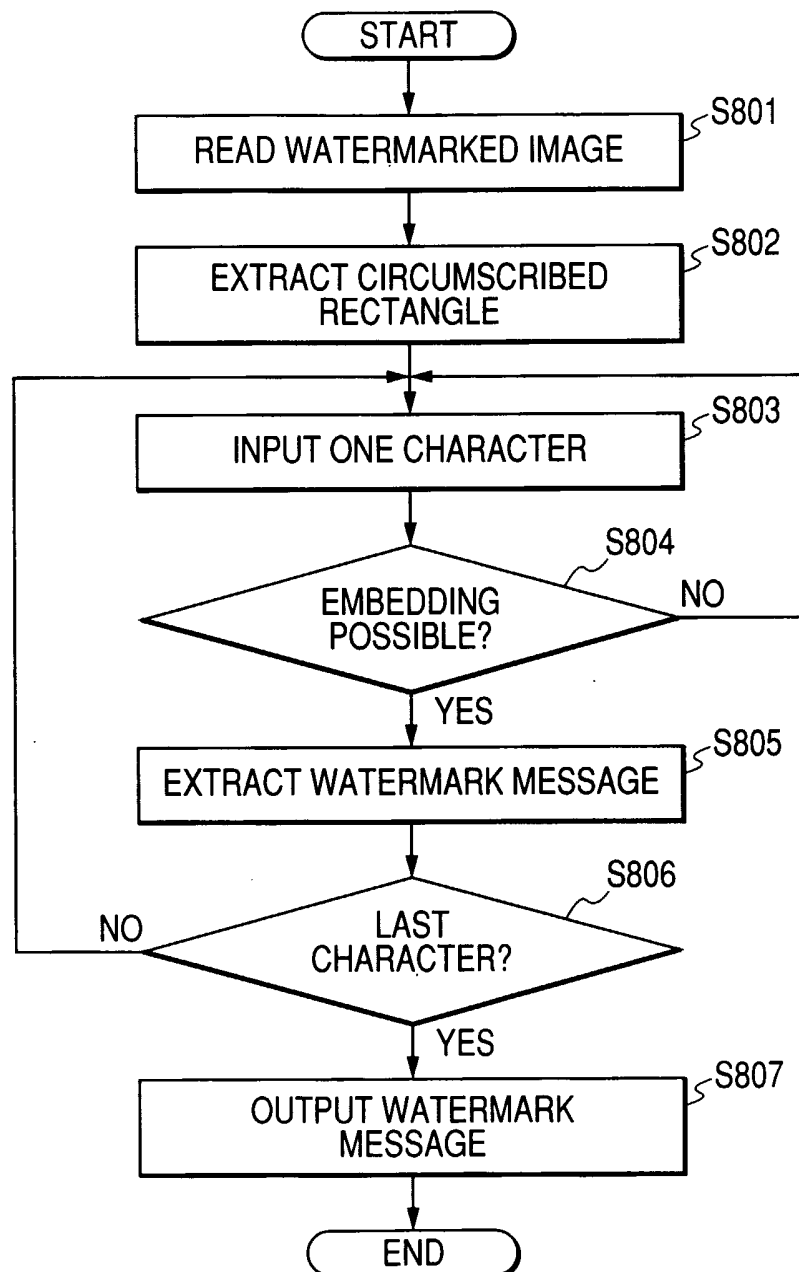 START
S801
READ WATERMARKED IMAGE
S802
EXTRACT CIRCUMSCRIBED
RECTANGLE
S803
INPUT ONE CHARACTER
S804
EMBEDDING
POSSIBLE?
NO
YES
S805
EXTRACT WATERMARK MESSAGE
S806
LAST
CHARACTER?
NO
YES
S807
OUTPUT WATERMARK
MESSAGE
END